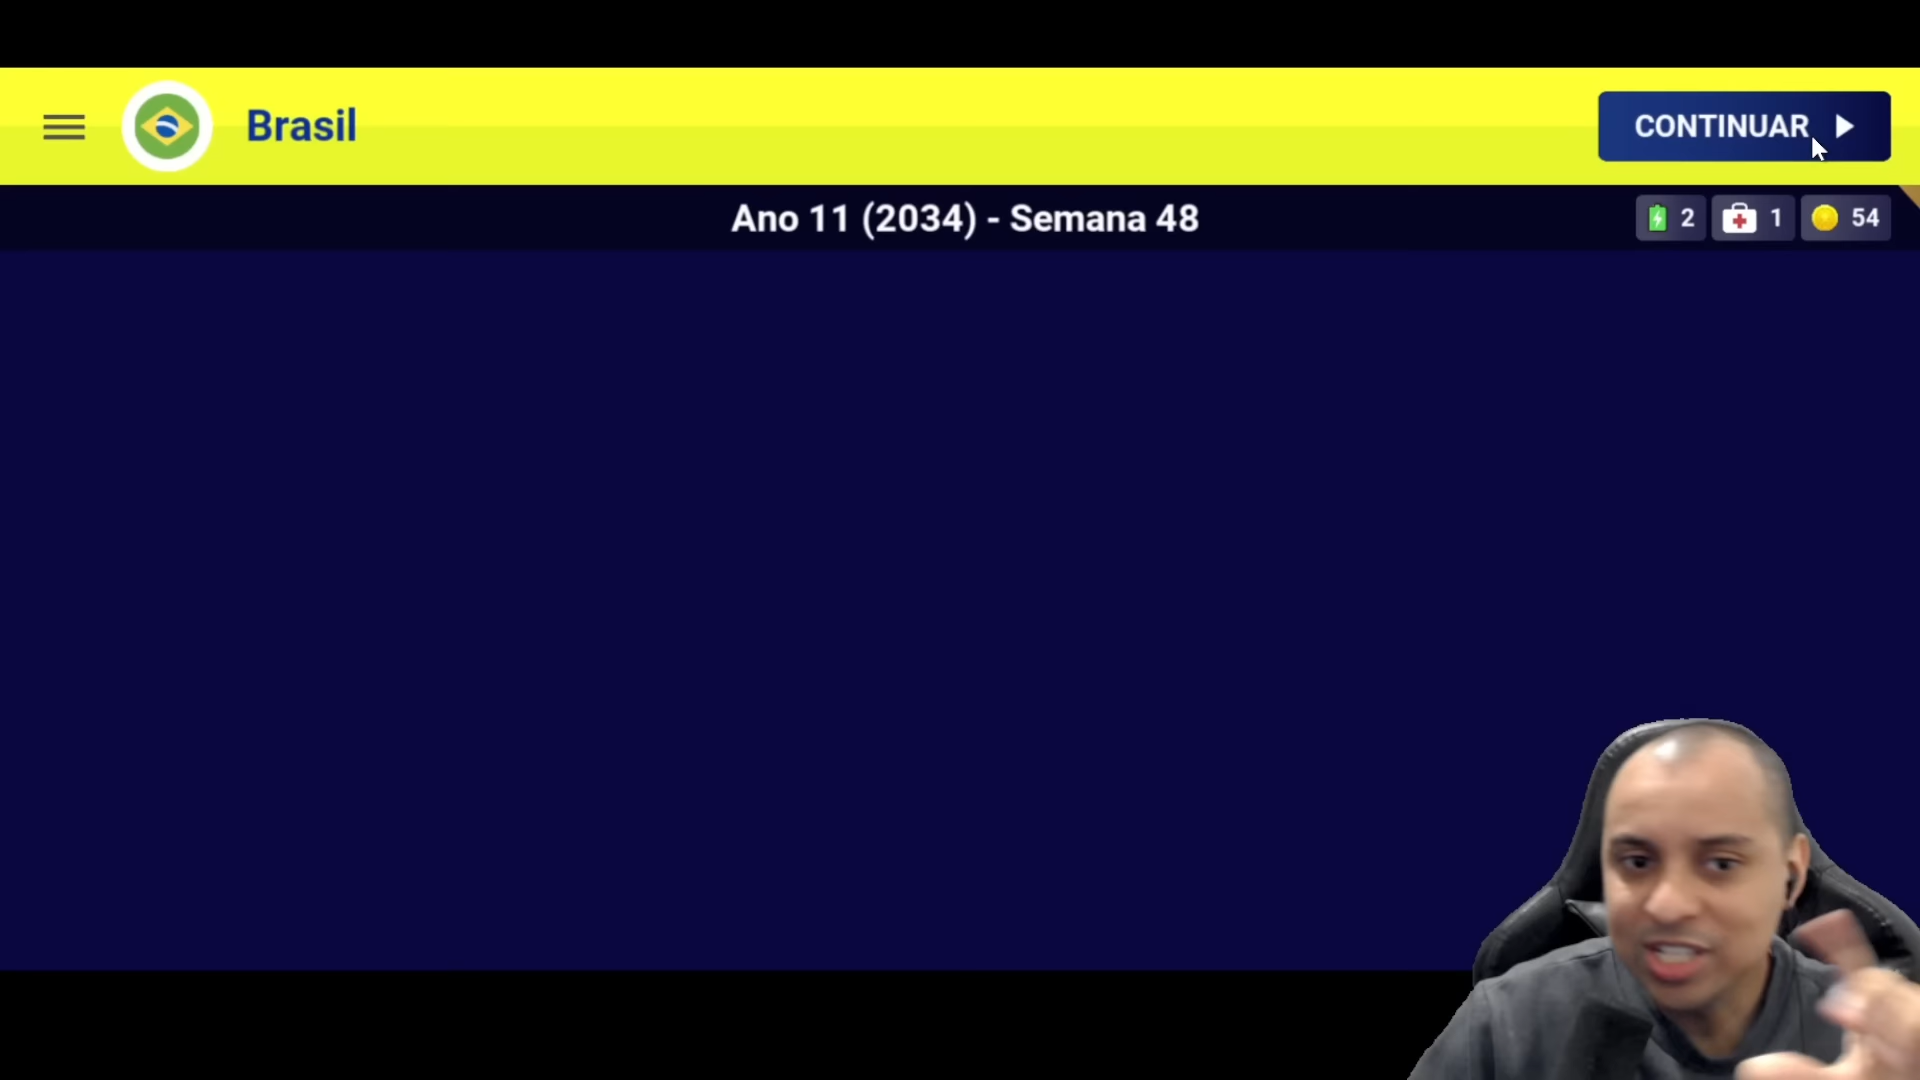 Brasil
CONTINUAR
Ano 11 (2034) - Semana 48
2
1
54